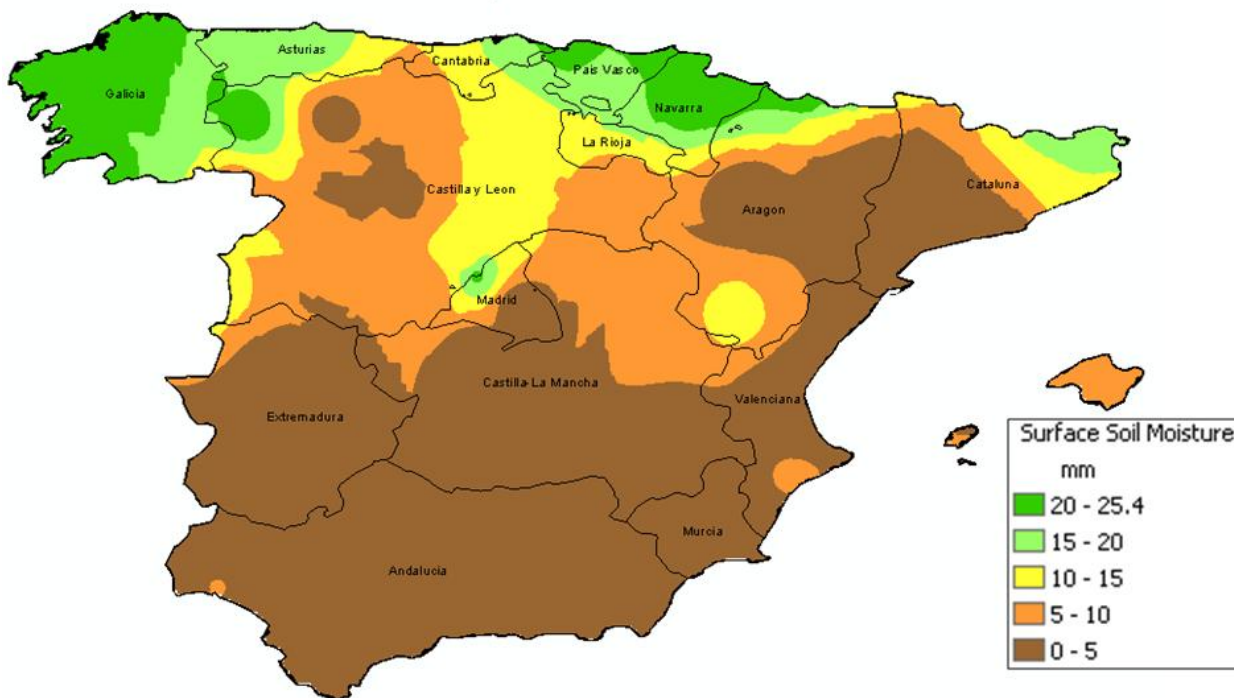 Asturias
Cantabria
Pais Vasco
Galicia
Navarra
La Rioja
Castilla y Leon
Cataluna
Aragon
Madrid
Castilla-La Mancha
Valenciana
Extremadura
Murcia
Andalucia
Surface Soil Moisture
mm
20 - 25.4
15 - 20
10 - 15
5 - 10
0 - 5